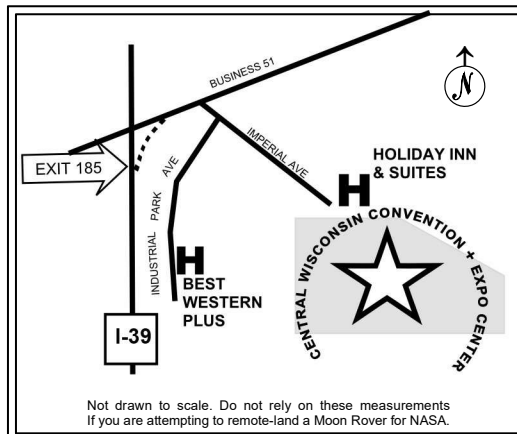 BUSINESS 51
N
EXIT 185
INDUSTRIAL PARK AVE
IMPERIAL AVE
HOLIDAY INN
& SUITES
H
CENTRAL WISCONSIN CONVENTION + EXPO CENTER
H
BEST
WESTERN
PLUS
I-39
Not drawn to scale. Do not rely on these measurements
If you are attempting to remote-land a Moon Rover for NASA.